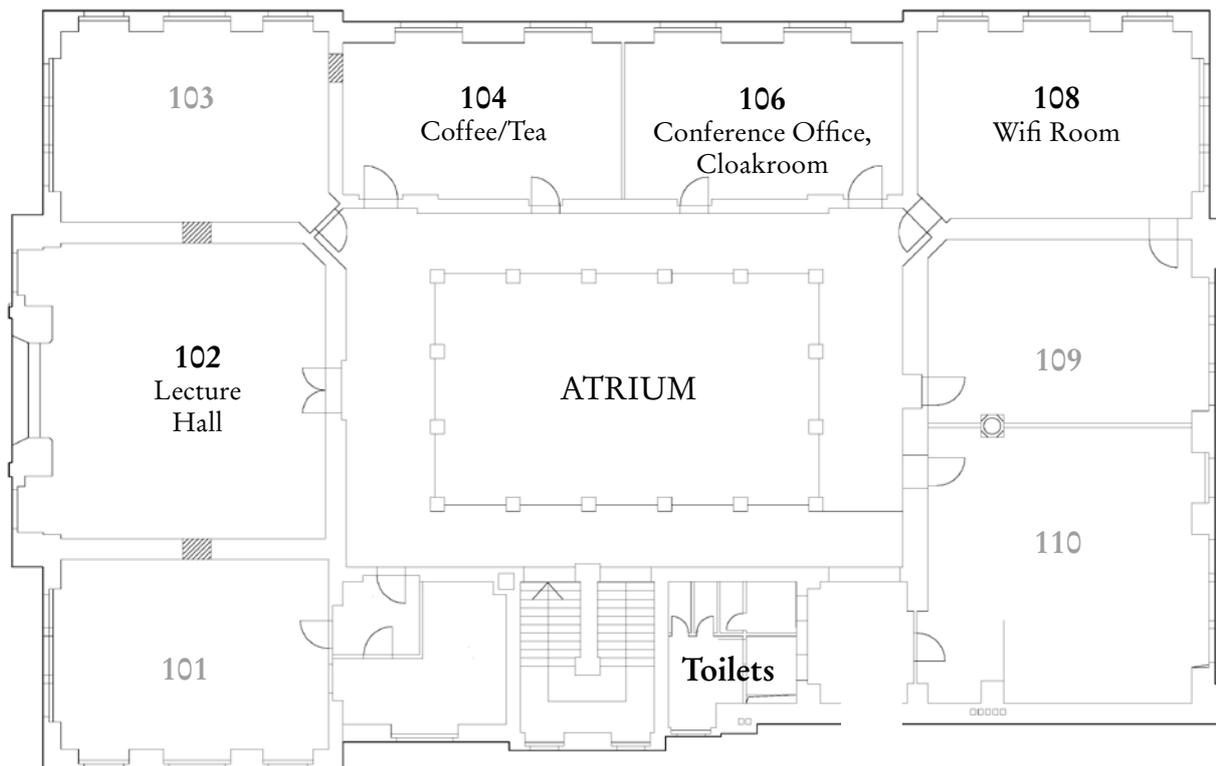 103
104
Coffee/Tea
106
Conference Office,
Cloakroom
108
Wifi Room
102
Lecture
Hall
ATRIUM
109
110
101
Toilets